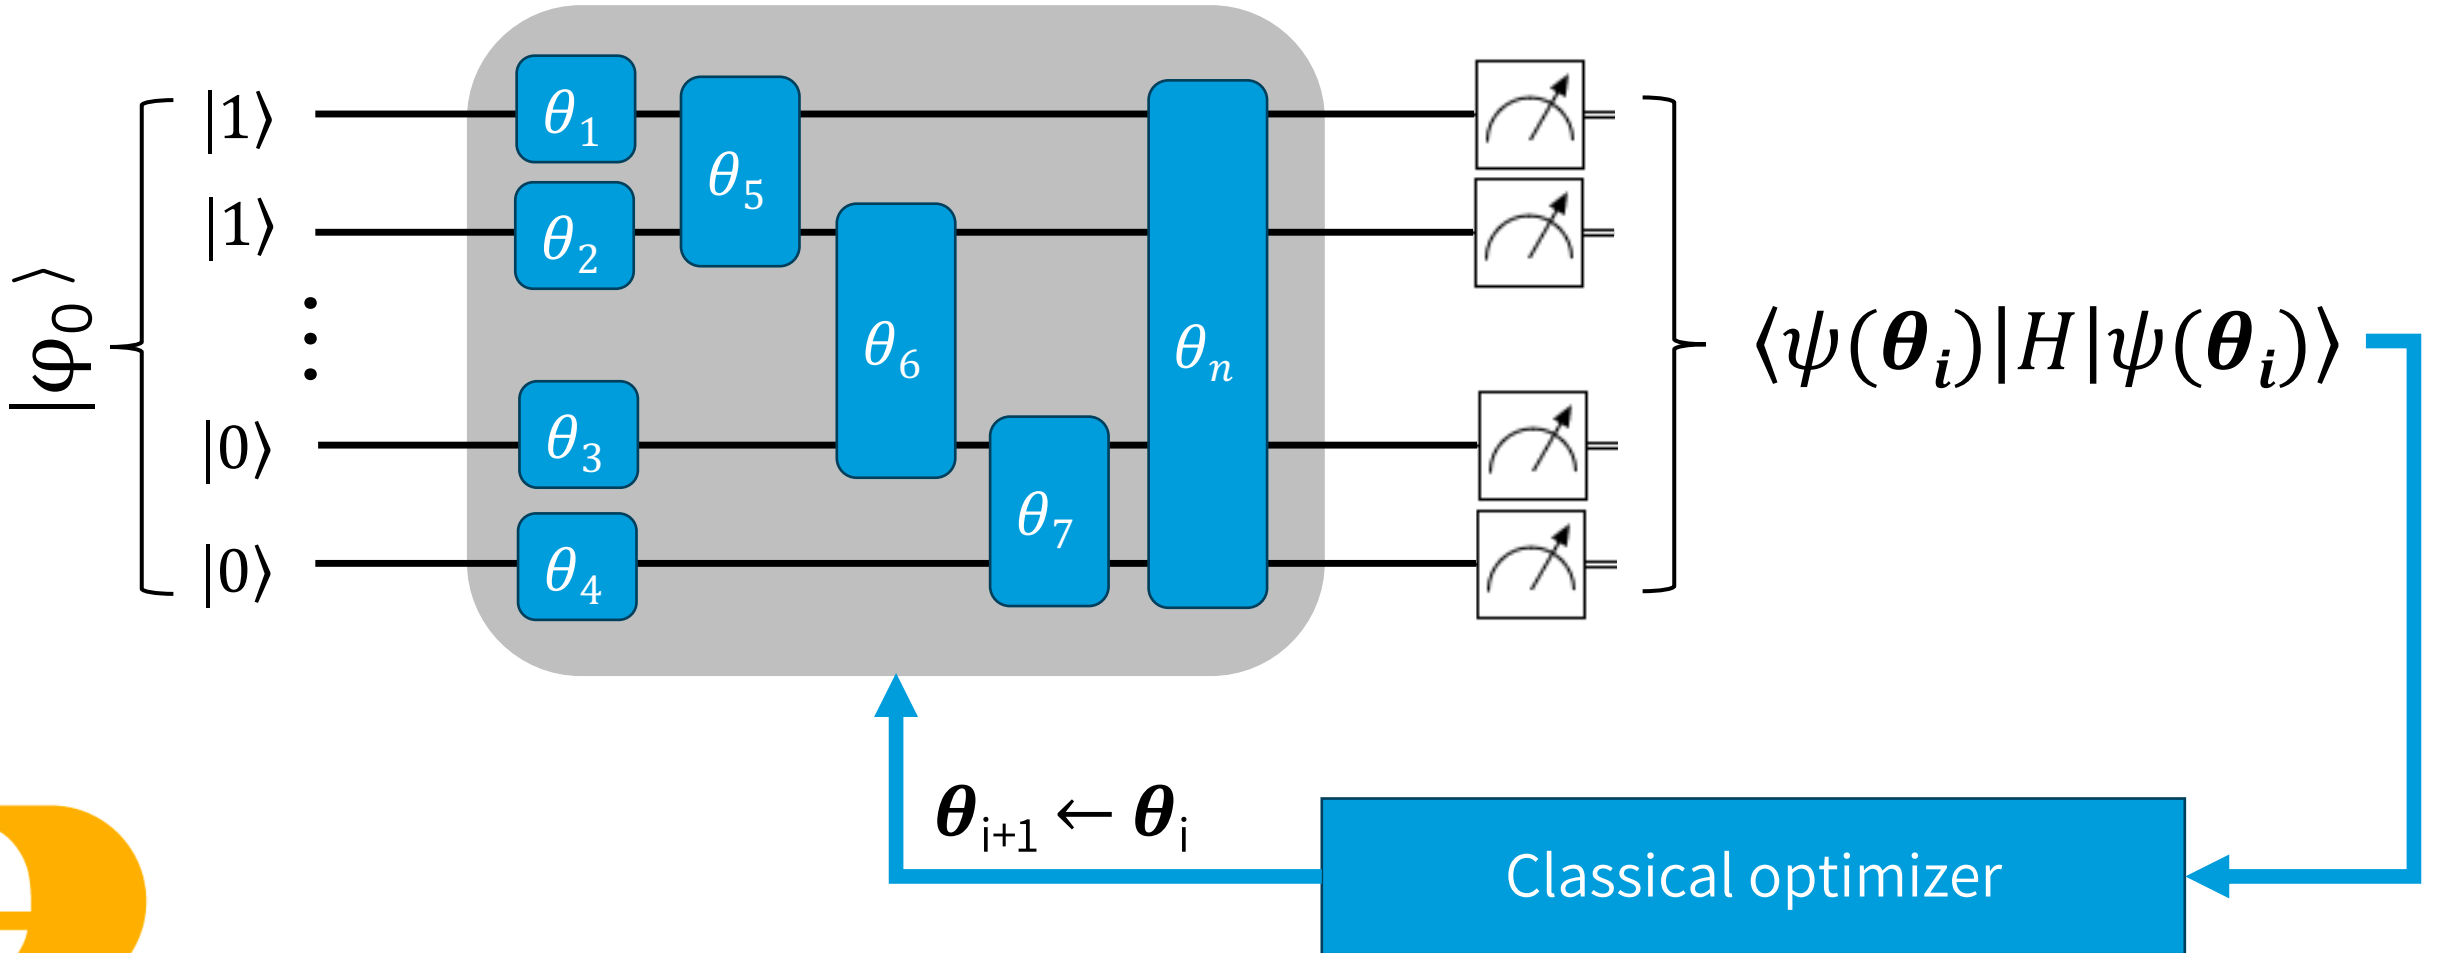 |φ₀⟩
|1⟩
|1⟩
⋮
|0⟩
|0⟩
θ₁
θ₂
θ₃
θ₄
θ₅
θ₆
θ₇
θₙ
⟨ψ(θᵢ)|H|ψ(θᵢ)⟩
θᵢ₊₁ ← θᵢ
Classical optimizer